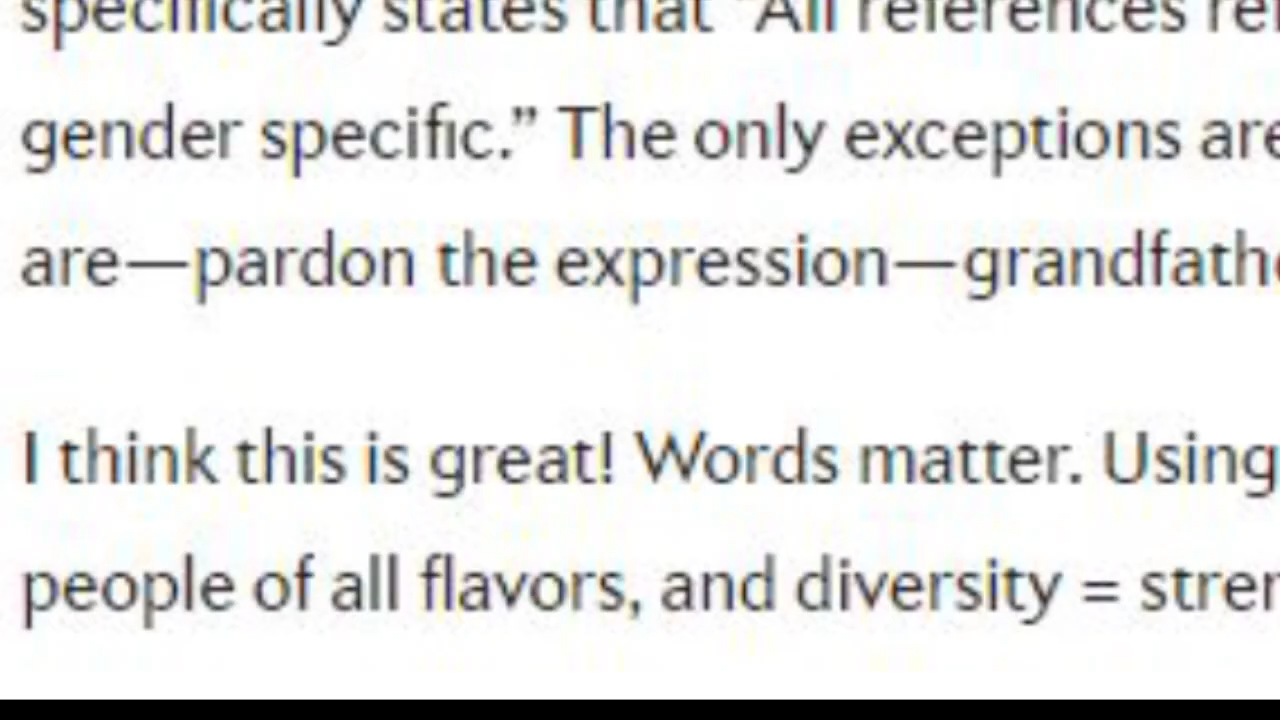 specifically states that “All references
gender specific.” The only exceptions are
are—pardon the expression—
I think this is great! Words matter. Using
people of all flavors, and diversity =